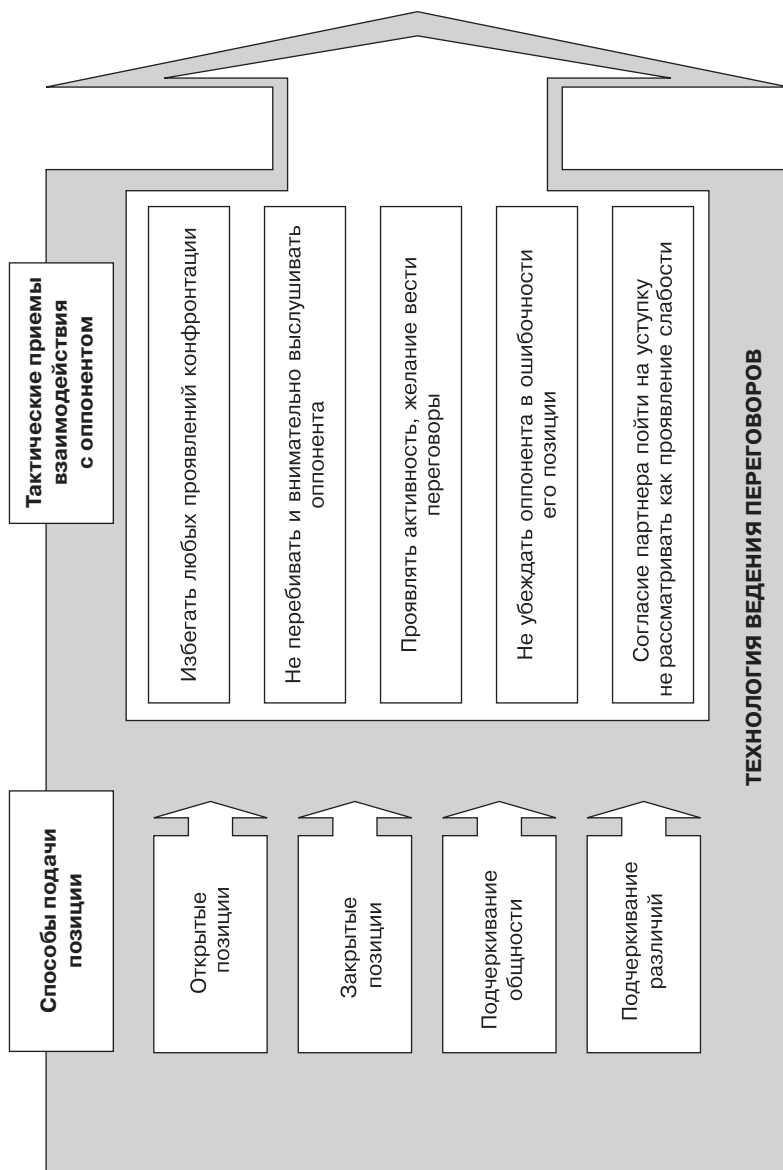 Способы подачи
позиции
Открытые
позиции
Закрытые
позиции
Подчеркивание
общности
Подчеркивание
различий
Тактические приемы
взаимодействия
с оппонентом
Избегать любых проявлений конфронтации
Не перебивать и внимательно выслушивать
оппонента
Проявлять активность, желание вести
переговоры
Не убеждать оппонента в ошибочности
его позиции
Согласие партнера пойти на уступку
не рассматривать как проявление слабости
ТЕХНОЛОГИЯ ВЕДЕНИЯ ПЕРЕГОВОРОВ